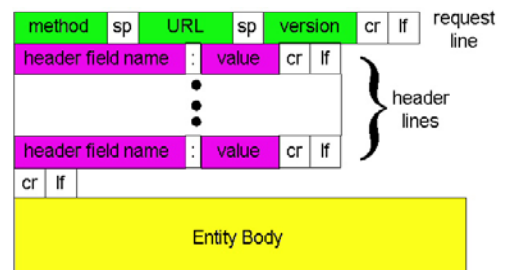 method sp URL sp version cr lf request line
header field name : value cr lf
header lines
header field name : value cr lf
cr lf
Entity Body